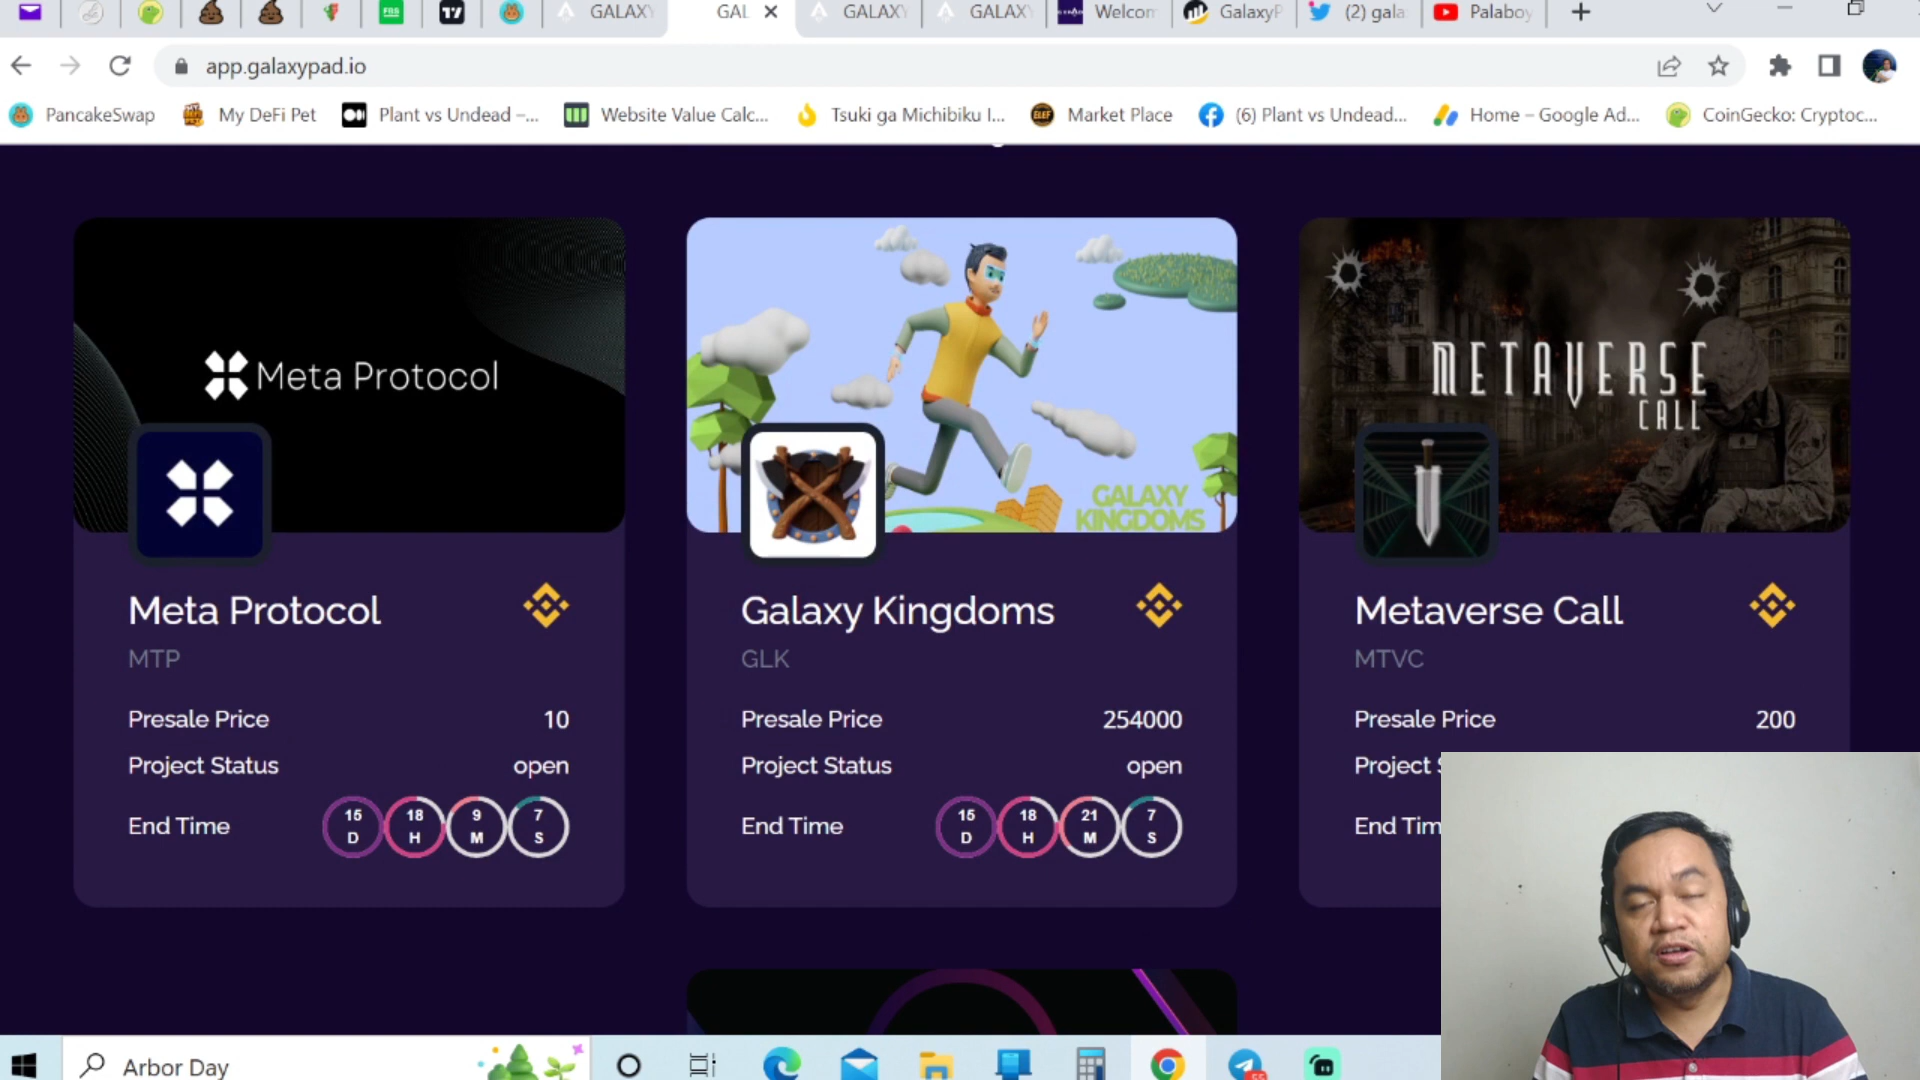 GALAXY
GAL
GALAXY
GALAXY
Welcom
GalaxyP
(2) gala
Palaboy
app.galaxypad.io
PancakeSwap
My DeFi Pet
Plant vs Undead –...
Website Value Calc...
Tsuki ga Michibiku I...
Market Place
(6) Plant vs Undead...
Home – Google Ad...
CoinGecko: Cryptoc...
Meta Protocol
GALAXY
KINGDOMS
METAVERSE
CALL
Meta Protocol
MTP
Presale Price
10
Project Status
open
End Time
15
D
18
H
9
M
7
S
Galaxy Kingdoms
GLK
Presale Price
254000
Project Status
open
End Time
15
D
18
H
21
M
7
S
Metaverse Call
MTVC
Presale Price
200
Project S
End Tim
Arbor Day
55